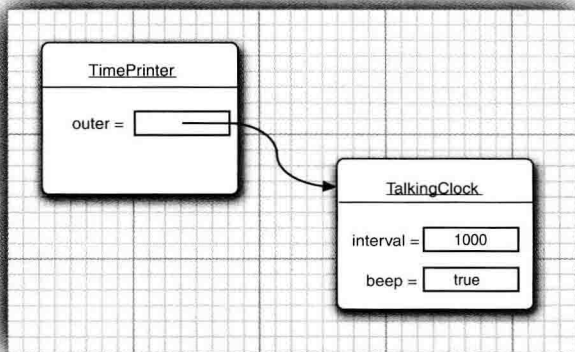 TimePrinter
outer =
TalkingClock
interval = 1000
beep = true